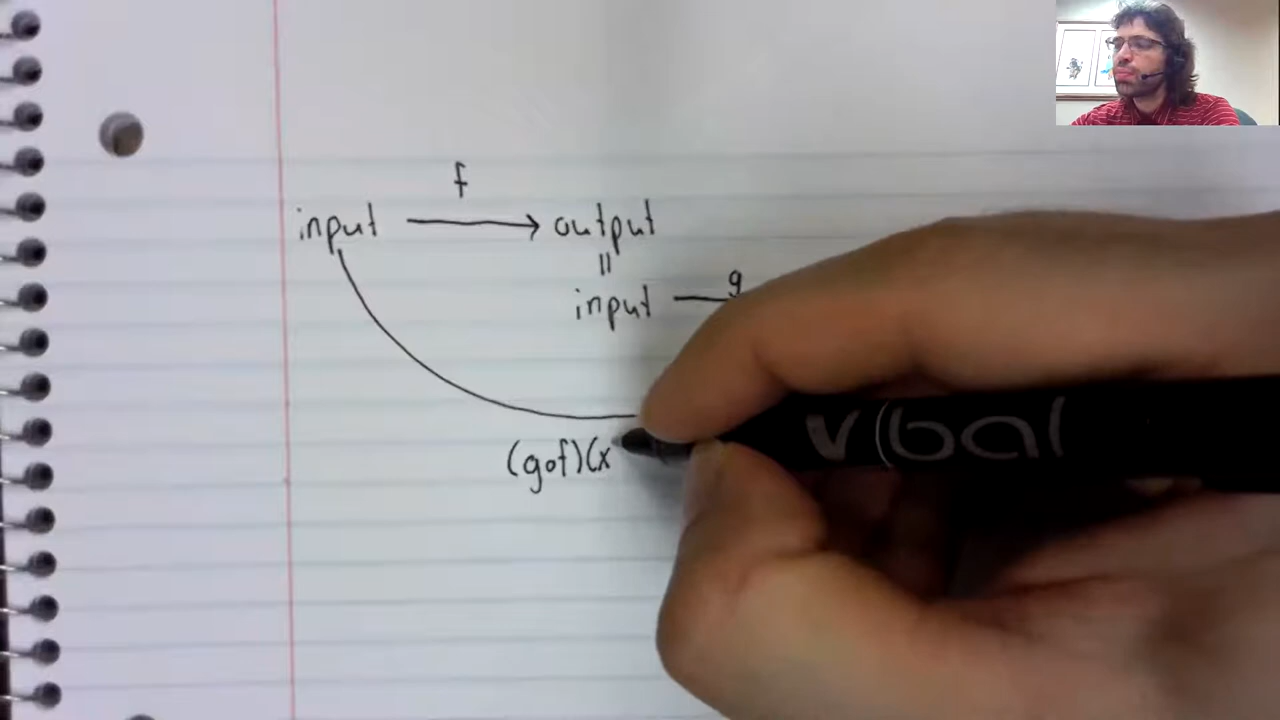 f
input → output
=
input — g
(g∘f)(x